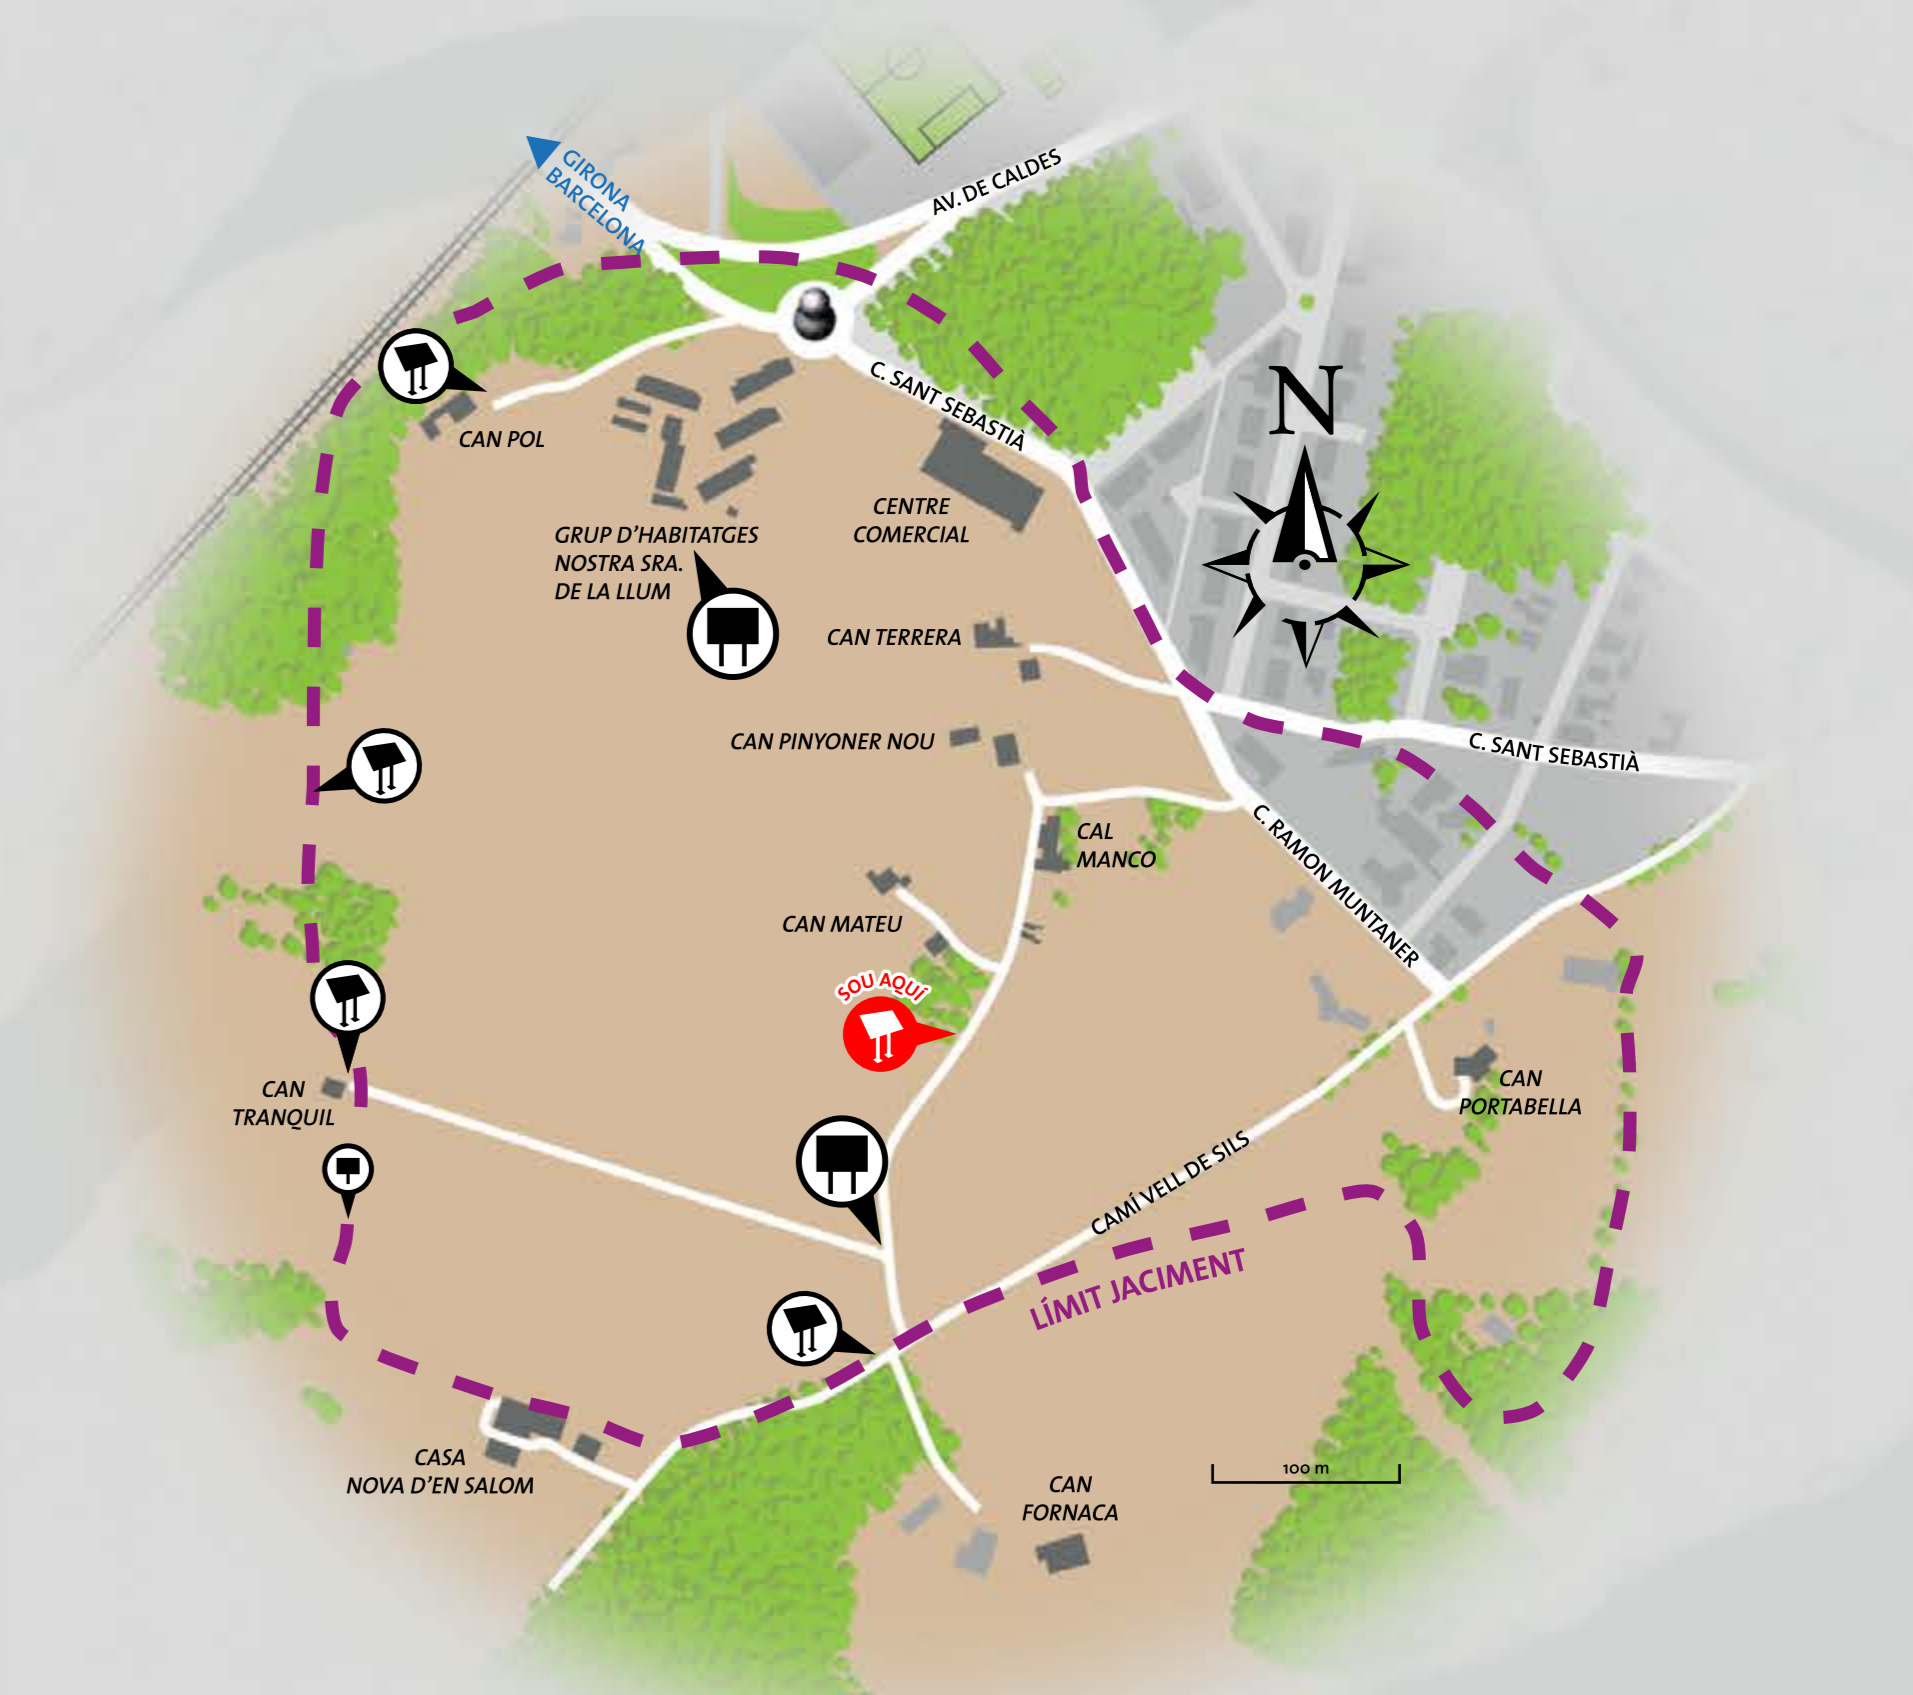 GIRONA
BARCELONA
AV. DE CALDES
C. SANT SEBASTIÀ
N
CAN POL
CENTRE
COMERCIAL
GRUP D'HABITATGES
NOSTRA SRA.
DE LA LLUM
CAN TERRERA
CAN PINYONER NOU
C. SANT SEBASTIÀ
CAL
MANCO
C. RAMON MUNTANER
CAN MATEU
SOU AQUÍ
CAN
TRANQUIL
CAN
PORTABELLA
CAMÍ VELL DE SILS
LÍMIT JACIMENT
CASA
NOVA D'EN SALOM
CAN
FORNACA
100 m